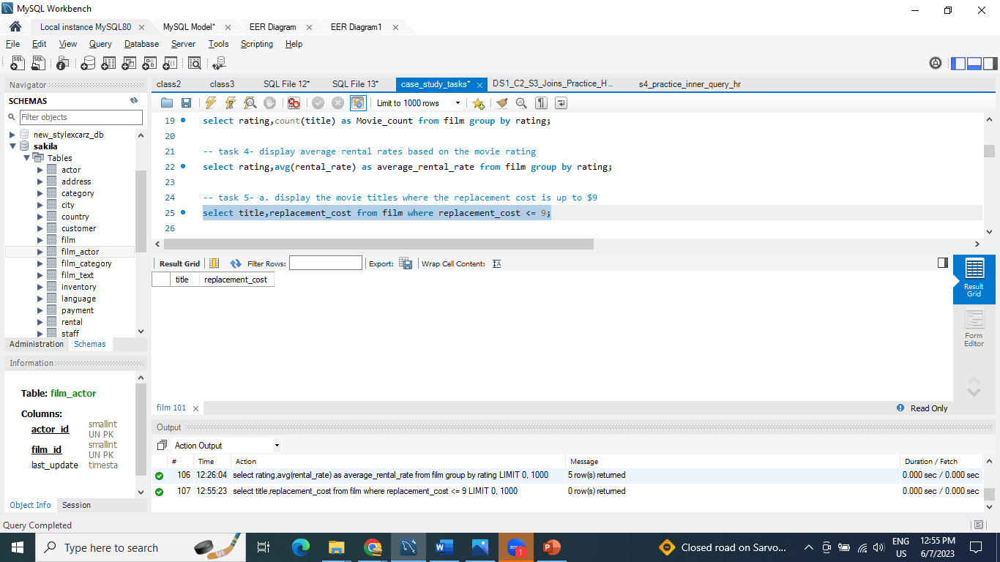 MySQL Workbench
Local instance MySQL80 MySQL Model* EER Diagram EER Diagram1
File Edit View Query Database Server Tools Scripting Help
Navigator
SCHEMAS
Filter objects
new_stylexcarz_db
sakila
Tables
actor
address
category
city
country
customer
film
film_actor
film_category
film_text
inventory
language
payment
rental
staff
Administration Schemas
Information
Table: film_actor
Columns:
actor_id smallint UN PK
film_id smallint UN PK
last_update timesta
Object Info Session
class2 class3 SQL File 12* SQL File 13* case_study_tasks* DS1_C2_S3_Joins_Practice_H... s4_practice_inner_query_hr
Limit to 1000 rows
19 select rating,count(title) as Movie_count from film group by rating;
20
21 -- task 4- display average rental rates based on the movie rating
22 select rating,avg(rental_rate) as average_rental_rate from film group by rating;
23
24 -- task 5- a. display the movie titles where the replacement cost is up to $9
25 select title,replacement_cost from film where replacement_cost <= 9;
26
Result Grid Filter Rows: Export: Wrap Cell Content:
title replacement_cost
Result Grid
Form Editor
film 101 Read Only
Output
Action Output
# Time Action Message Duration / Fetch
106 12:26:04 select rating,avg(rental_rate) as average_rental_rate from film group by rating LIMIT 0, 1000 5 row(s) returned 0.000 sec / 0.000 sec
107 12:55:23 select title,replacement_cost from film where replacement_cost <= 9 LIMIT 0, 1000 0 row(s) returned 0.000 sec / 0.000 sec
Query Completed
Type here to search Closed road on Sarvo... ENG US 12:55 PM 6/7/2023